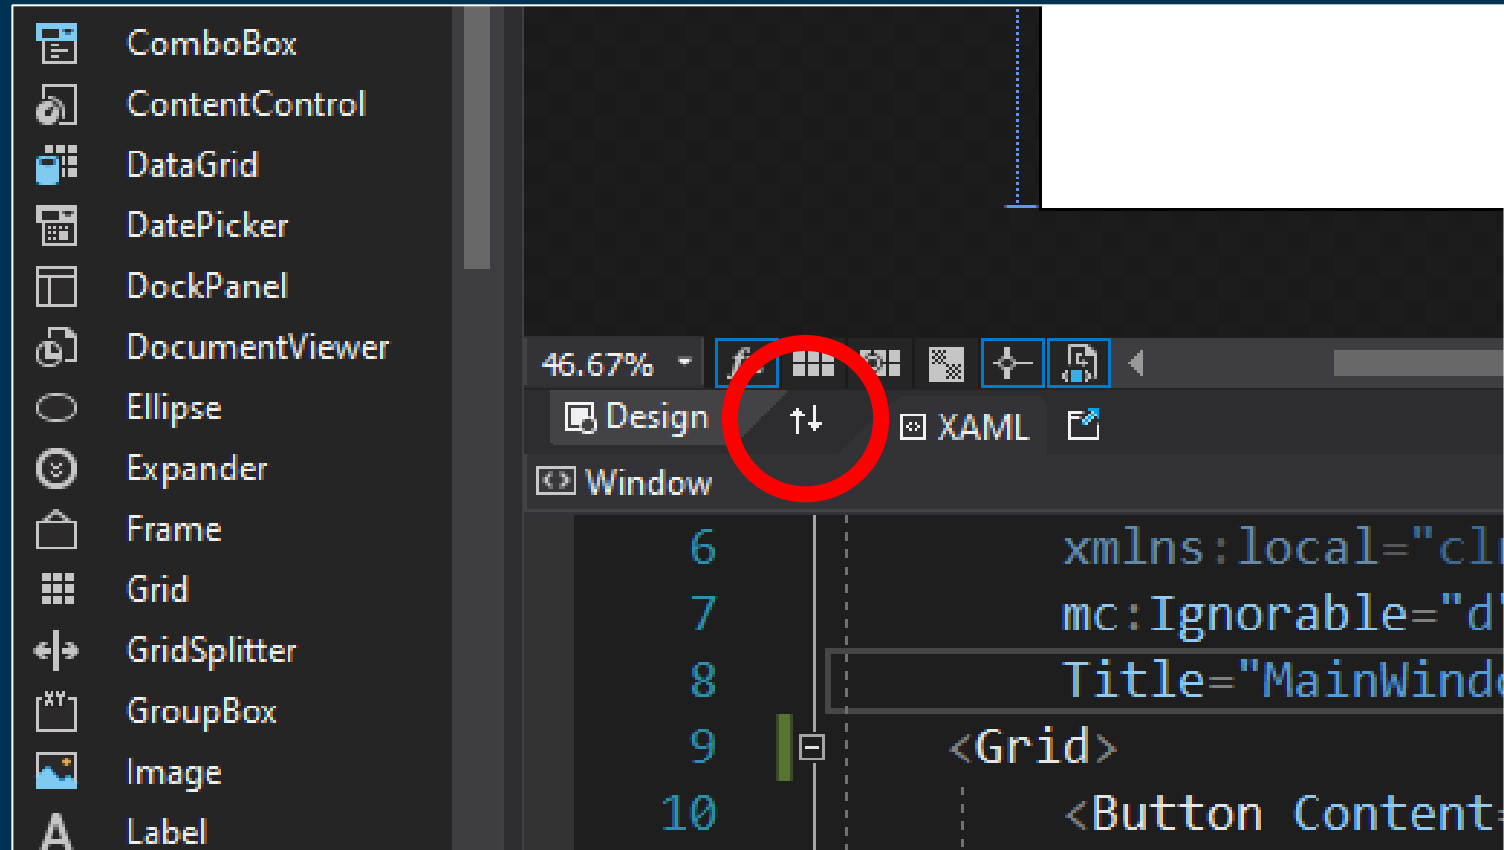 ComboBox
ContentControl
DataGrid
DatePicker
DockPanel
DocumentViewer
Ellipse
Expander
Frame
Grid
GridSplitter
GroupBox
Image
Label
46.67%
Design
XAML
Window
6 xmlns:local="cl
7 mc:Ignorable="d"
8 Title="MainWind
9 <Grid>
10 <Button Content=